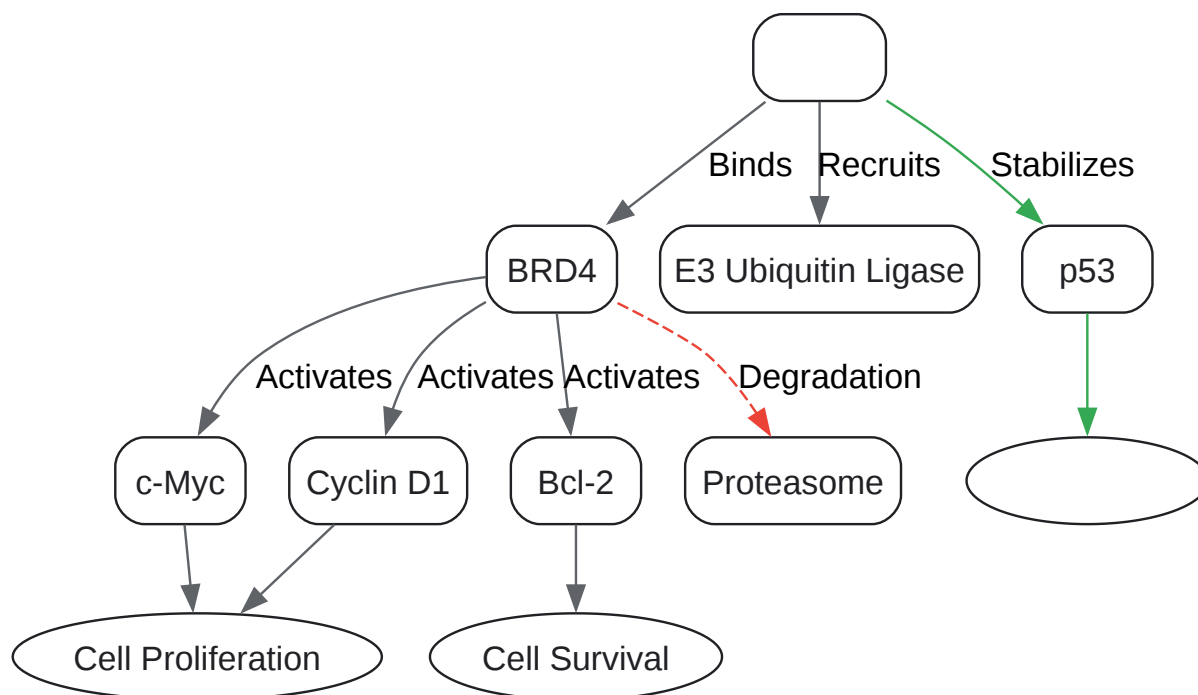 Binds
Recruits
Stabilizes
BRD4
E3 Ubiquitin Ligase
p53
Activates
Activates
Activates
Degradation
c-Myc
Cyclin D1
Bcl-2
Proteasome
Cell Proliferation
Cell Survival